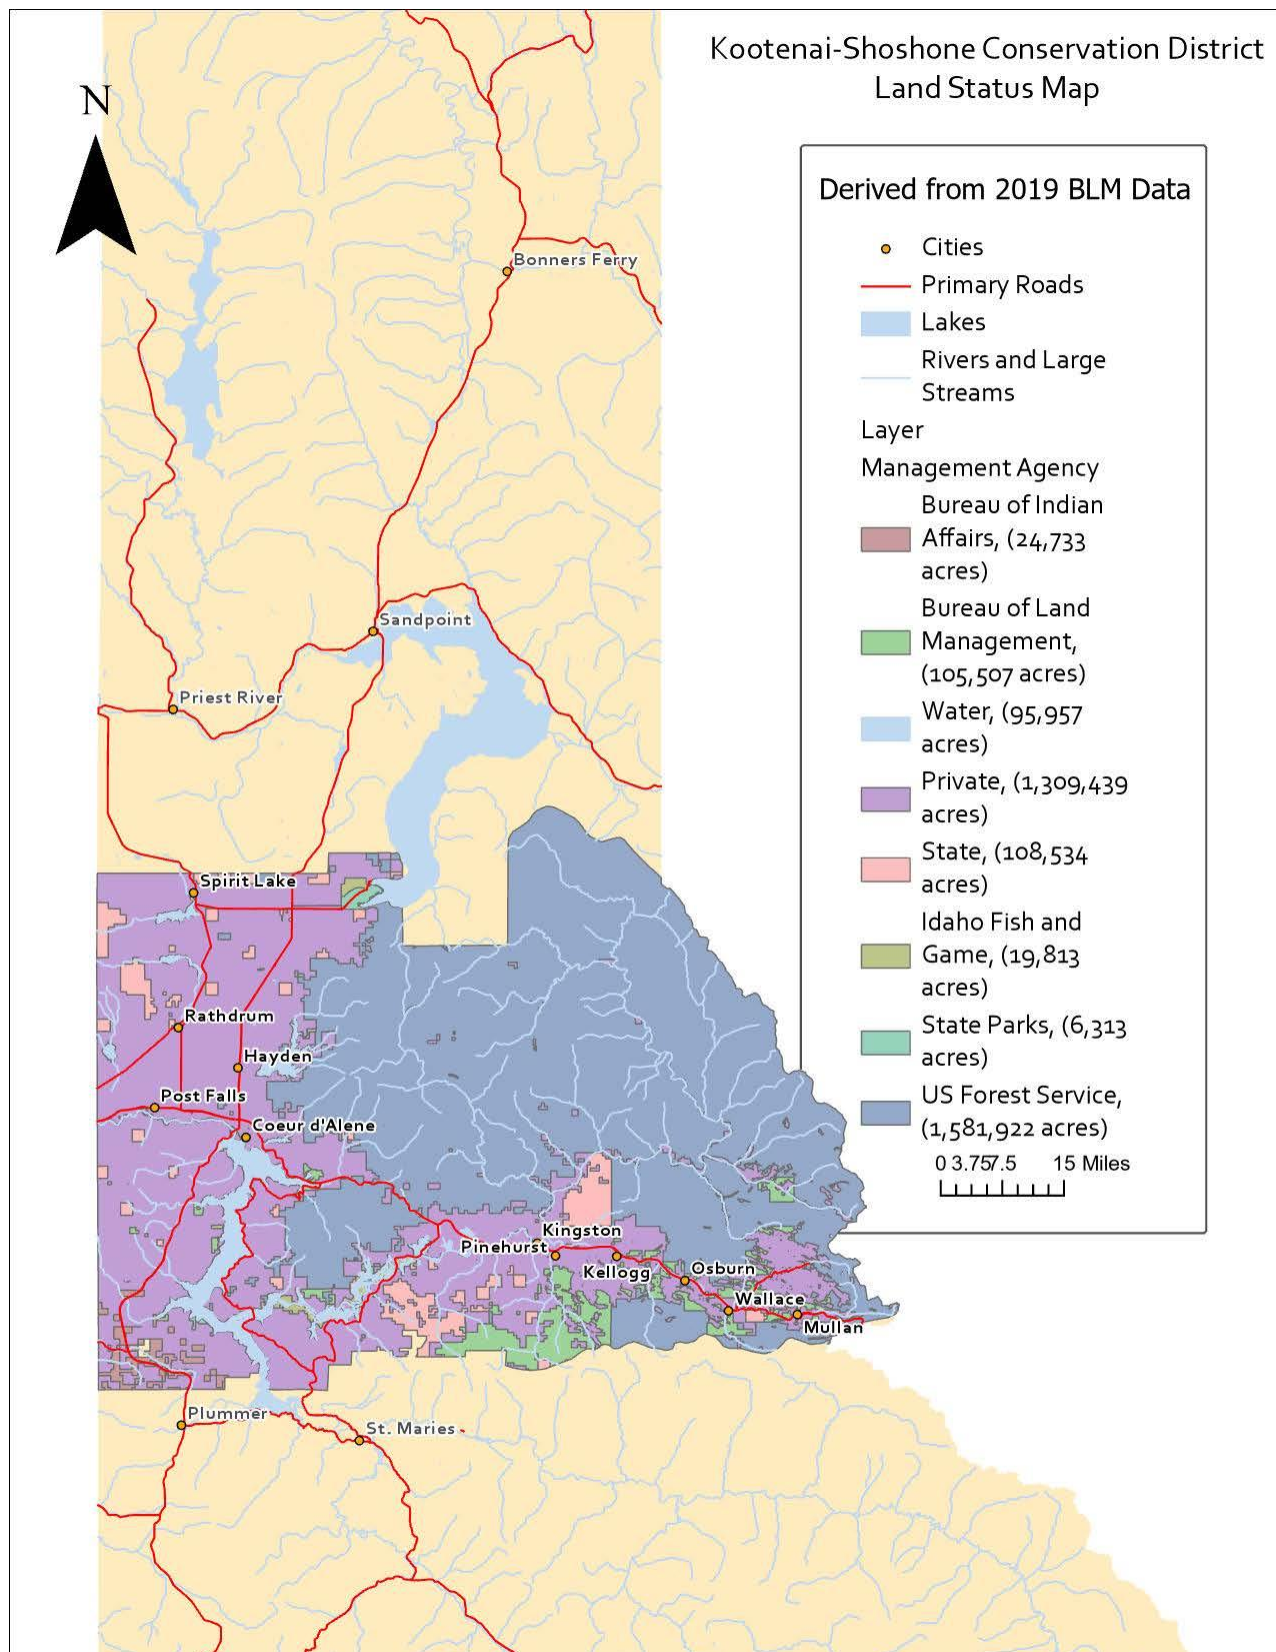 Kootenai-Shoshone Conservation District
Land Status Map
N
Derived from 2019 BLM Data
Cities
Primary Roads
Lakes
Rivers and Large
Streams
Layer
Management Agency
Bureau of Indian
Affairs, (24,733
acres)
Bureau of Land
Management,
(105,507 acres)
Water, (95,957
acres)
Private, (1,309,439
acres)
State, (108,534
acres)
Idaho Fish and
Game, (19,813
acres)
State Parks, (6,313
acres)
US Forest Service,
(1,581,922 acres)
0 3.757.5 15 Miles
Bonners Ferry
Sandpoint
Priest River
Spirit Lake
Rathdrum
Hayden
Post Falls
Coeur d'Alene
Kingston
Pinehurst
Kellogg
Osburn
Wallace
Mullan
Plummer
St. Maries